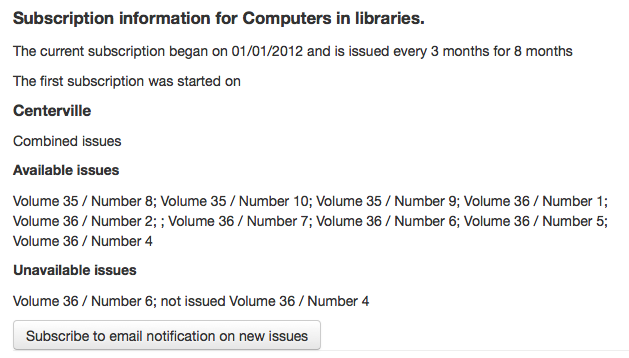 Subscription information for Computers in libraries.
The current subscription began on 01/01/2012 and is issued every 3 months for 8 months
The first subscription was started on
Centerville
Combined issues
Available issues
Volume 35 / Number 8; Volume 35 / Number 10; Volume 35 / Number 9; Volume 36 / Number 1;
Volume 36 / Number 2; ; Volume 36 / Number 7; Volume 36 / Number 6; Volume 36 / Number 5;
Volume 36 / Number 4
Unavailable issues
Volume 36 / Number 6; not issued Volume 36 / Number 4
Subscribe to email notification on new issues